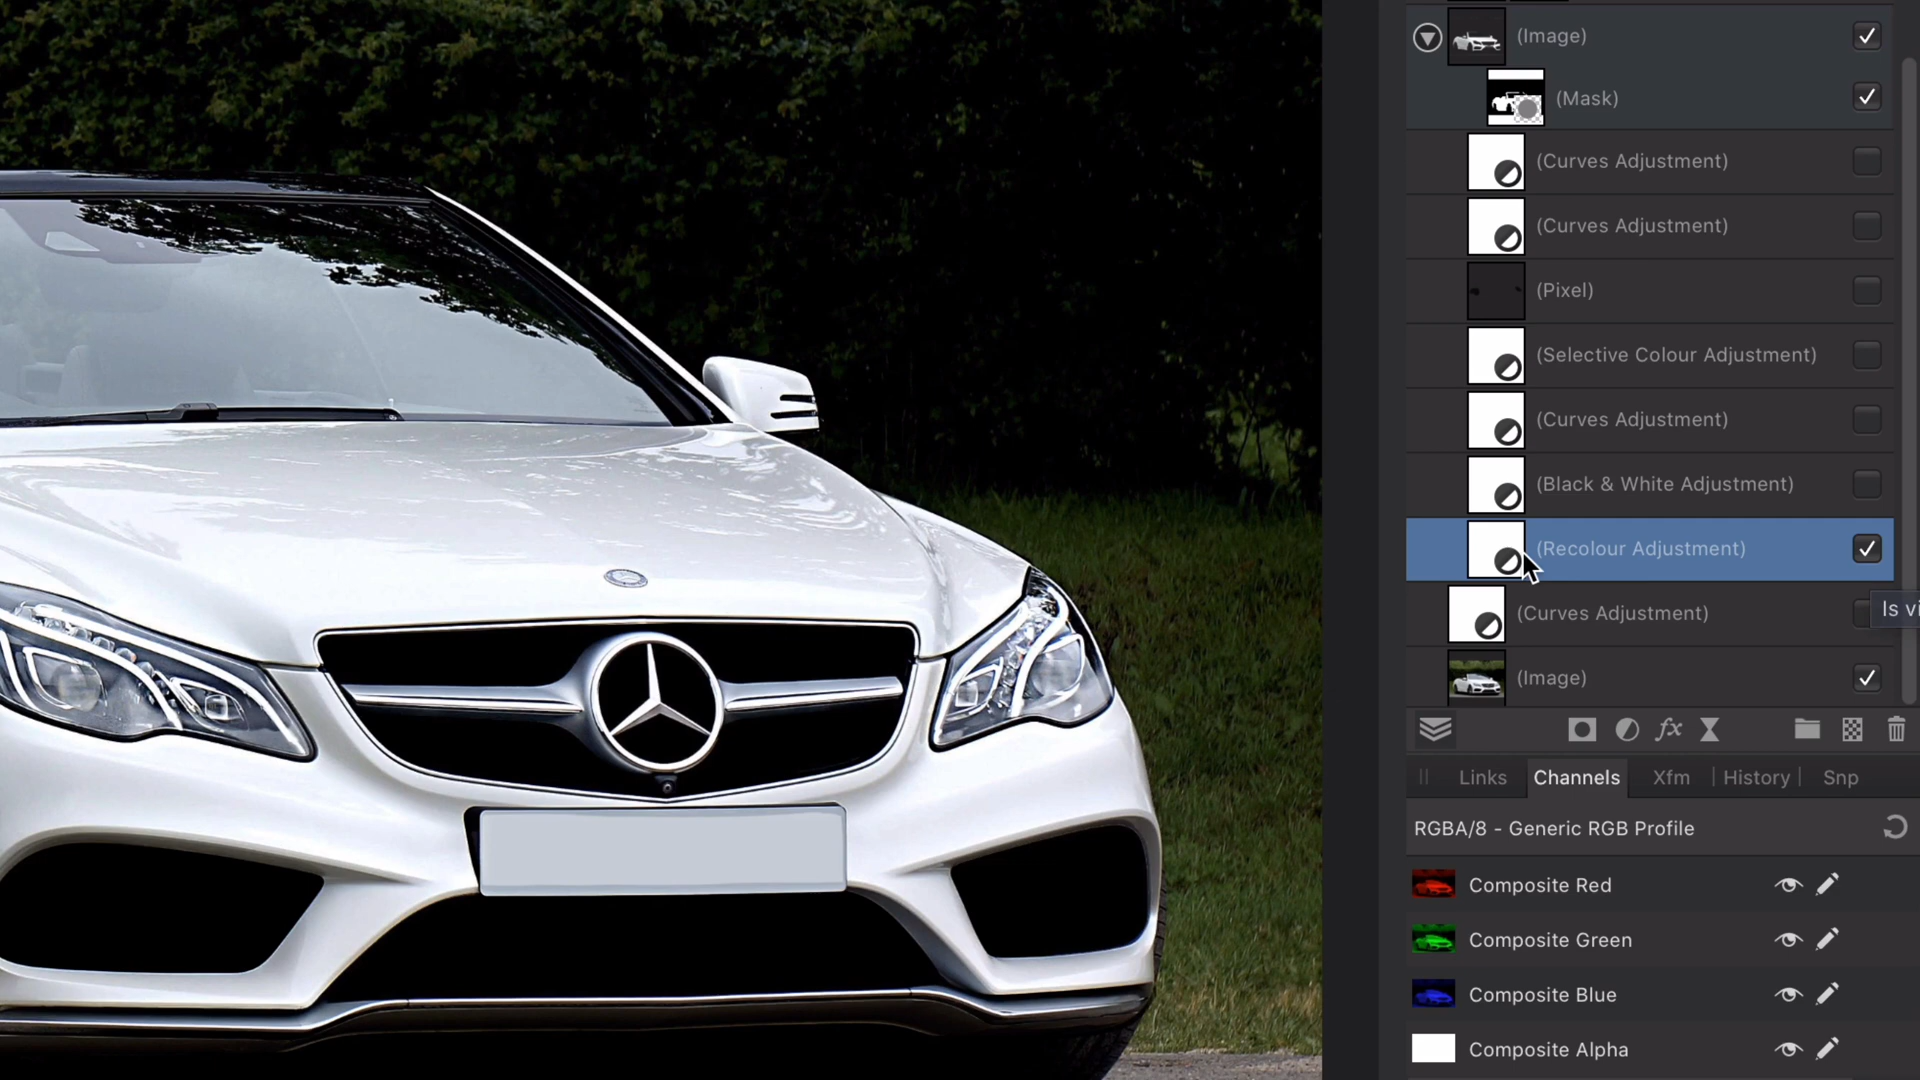 (Image)
(Mask)
(Curves Adjustment)
(Curves Adjustment)
(Pixel)
(Selective Colour Adjustment)
(Curves Adjustment)
(Black & White Adjustment)
(Recolour Adjustment)
(Curves Adjustment)
Is vi
(Image)
fx
Links Channels Xfm History Snp
RGBA/8 - Generic RGB Profile
Composite Red
Composite Green
Composite Blue
Composite Alpha